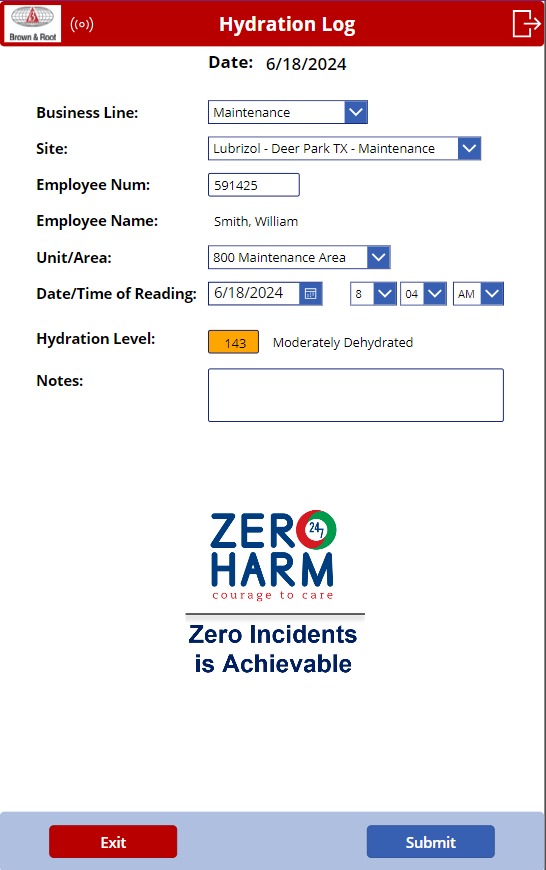 Brown & Root
Hydration Log
Date: 6/18/2024
Business Line: Maintenance
Site: Lubrizol - Deer Park TX - Maintenance
Employee Num: 591425
Employee Name: Smith, William
Unit/Area: 800 Maintenance Area
Date/Time of Reading: 6/18/2024 8 04 AM
Hydration Level: 143 Moderately Dehydrated
Notes:
ZERO 24/7
HARM
courage to care
Zero Incidents
is Achievable
Exit Submit